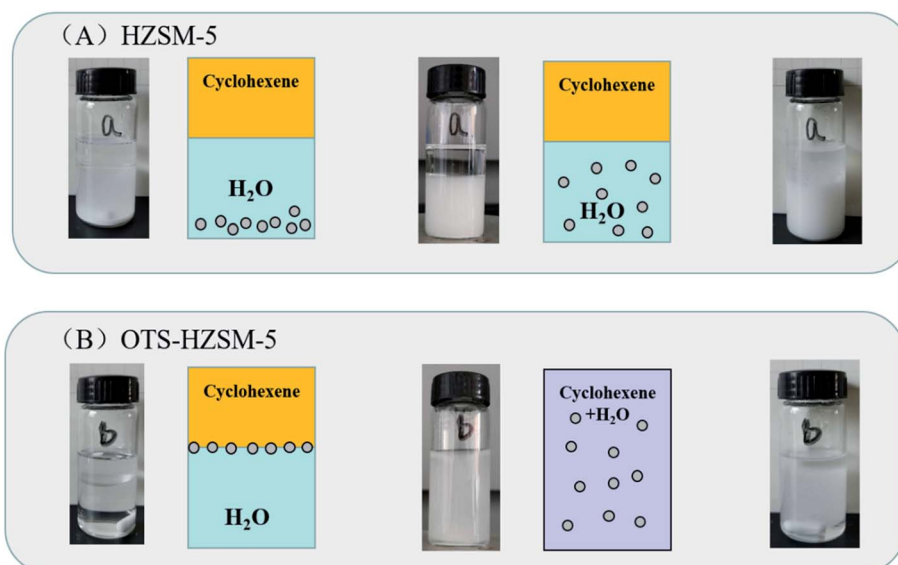 （A）HZSM-5
a
Cyclohexene
H₂O
a
Cyclohexene
H₂O
a
（B）OTS-HZSM-5
b
Cyclohexene
H₂O
b
Cyclohexene
+H₂O
b